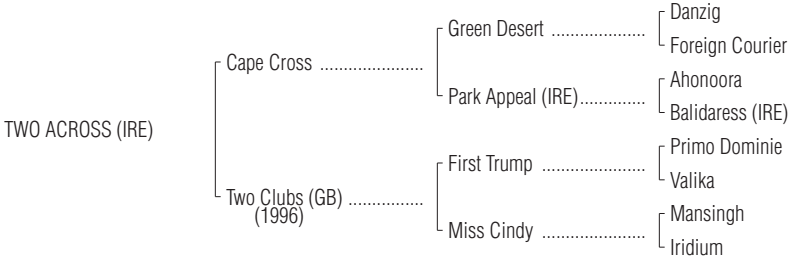 Danzig
Green Desert ....................
Foreign Courier
Cape Cross ......................
Ahonoora
Park Appeal (IRE)..............
Balidaress (IRE)
TWO ACROSS (IRE)
Primo Dominie
First Trump ......................
Valika
Two Clubs (GB) ................
(1996)
Mansingh
Miss Cindy ......................
Iridium